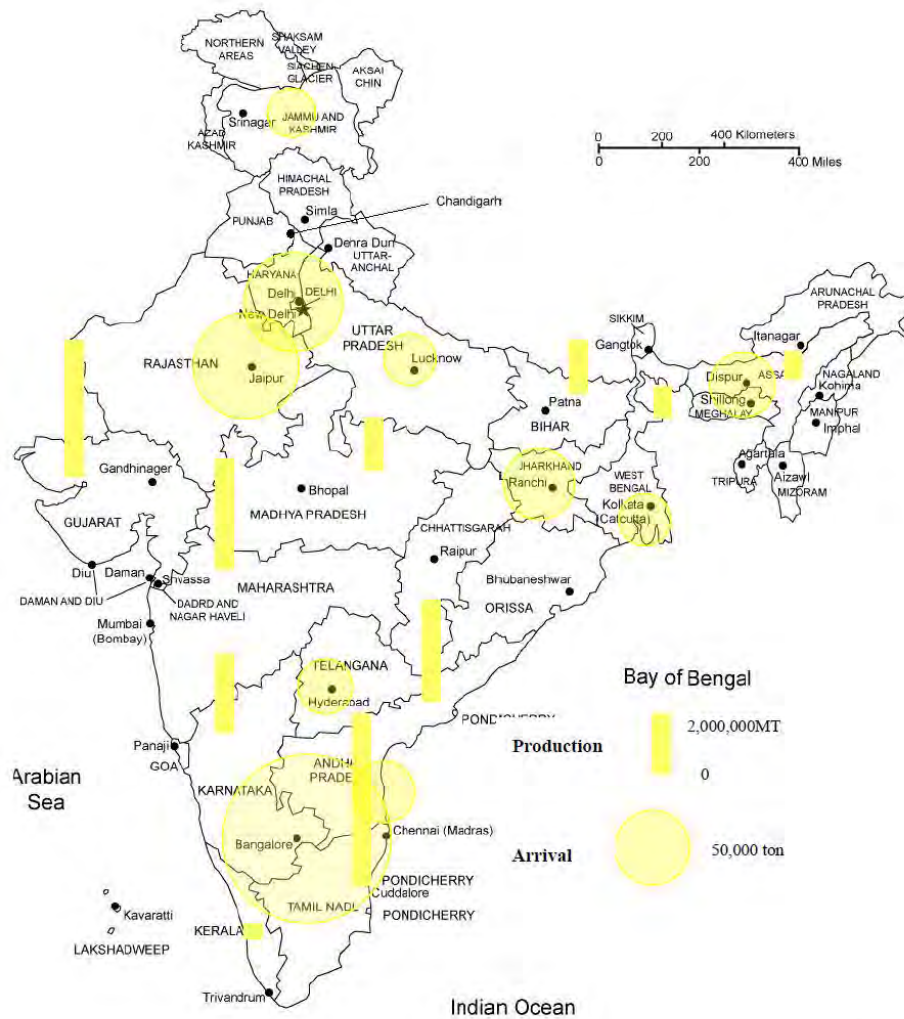 SHAKSAM
VALLEY
NORTHERN
AREAS
SIACHEN
GLACIER
AKSAI
CHIN
Srinagar
JAMMU AND
KASHMIR
AZAD
KASHMIR
0
200
400 Kilometers
0
200
400 Miles
HIMACHAL
PRADESH
Simla
Chandigarh
PUNJAB
Dehra Dun
UTTAR-
ANCHAL
HARYANA
Delhi
DELHI
New Delhi
ARUNACHAL
PRADESH
SIKKIM
Gangtok
Itanagar
UTTAR
PRADESH
Lucknow
RAJASTHAN
Jaipur
Dispur
ASSA
NAGALAND
Kohima
Shillong
MEGHALAY
MANIPUR
Imphal
Patna
BIHAR
Agartala
TRIPURA
Aizawl
MIZORAM
Gandhinager
Bhopal
MADHYA PRADESH
JHARKHAND
Ranchi
WEST
BENGAL
Kolkata
(Catcutta)
GUJARAT
CHHATTISGARAH
Raipur
Diu
Daman
Shvassa
DAMAN AND DIU
DADRD AND
NAGAR HAVELI
MAHARASHTRA
Bhubaneshwar
ORISSA
Mumbai
(Bombay)
TELANGANA
Hyderabad
Bay of Bengal
PONDICHERRY
2,000,000MT
Production
0
Panaji
GOA
ANDH
PRADE
KARNATAKA
Arabian
Sea
Bangalore
Chennai (Madras)
Arrival
50,000 ton
PONDICHERRY
Cuddalore
TAMIL NADU
PONDICHERRY
Kavaratti
LAKSHADWEEP
KERALA
Trivandrum
Indian Ocean